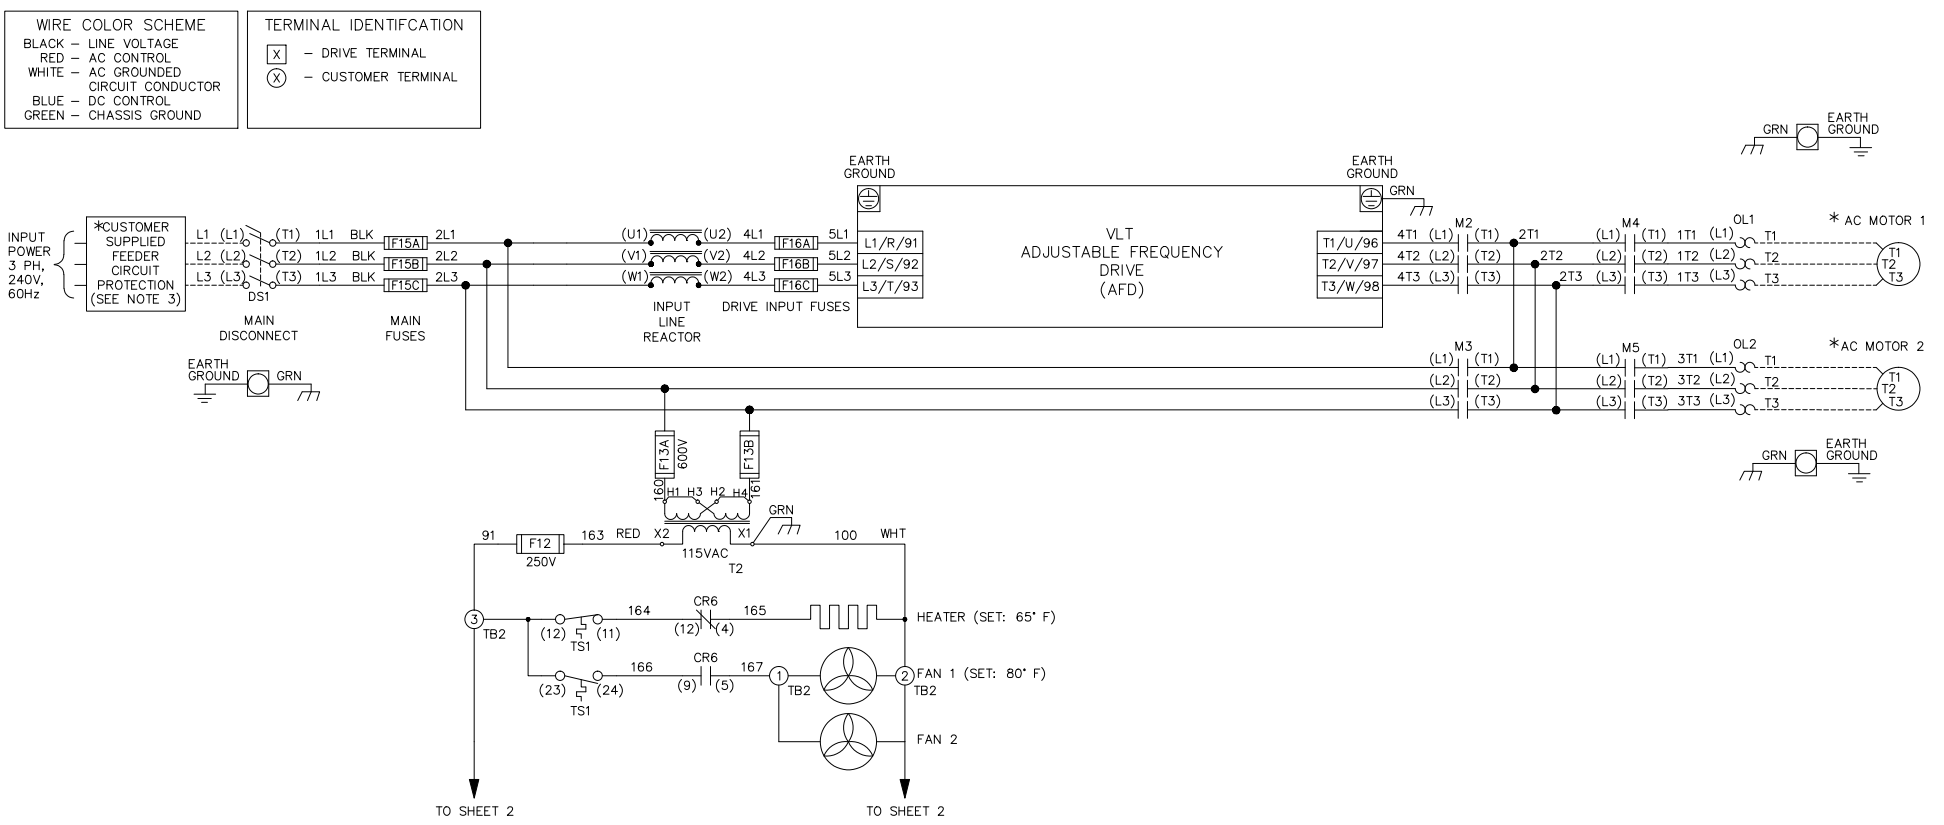 WIRE COLOR SCHEME
BLACK – LINE VOLTAGE
RED – AC CONTROL
WHITE – AC GROUNDED
CIRCUIT CONDUCTOR
BLUE – DC CONTROL
GREEN – CHASSIS GROUND
TERMINAL IDENTIFCATION
X – DRIVE TERMINAL
X – CUSTOMER TERMINAL
GRN
EARTH
GROUND
EARTH
GROUND
EARTH
GROUND
GRN
INPUT
POWER
3 PH,
240V,
60Hz
*CUSTOMER
SUPPLIED
FEEDER
CIRCUIT
PROTECTION
(SEE NOTE 3)
L1 (L1) (T1) 1L1 BLK F15A 2L1
L2 (L2) (T2) 1L2 BLK F15B 2L2
L3 (L3) (T3) 1L3 BLK F15C 2L3
DS1
MAIN
DISCONNECT
MAIN
FUSES
(U1) (U2) 4L1 F16A 5L1 L1/R/91
(V1) (V2) 4L2 F16B 5L2 L2/S/92
(W1) (W2) 4L3 F16C 5L3 L3/T/93
INPUT
LINE
REACTOR
DRIVE INPUT FUSES
VLT
ADJUSTABLE FREQUENCY
DRIVE
(AFD)
M2 M4 OL1
T1/U/96 4T1 (L1) (T1) 2T1 (L1) (T1) 1T1 (L1) T1
T2/V/97 4T2 (L2) (T2) 2T2 (L2) (T2) 1T2 (L2) T2
T3/W/98 4T3 (L3) (T3) 2T3 (L3) (T3) 1T3 (L3) T3
* AC MOTOR 1
T1
T2
T3
M3 M5 OL2
(L1) (T1) (L1) (T1) 3T1 (L1) T1
(L2) (T2) (L2) (T2) 3T2 (L2) T2
(L3) (T3) (L3) (T3) 3T3 (L3) T3
*AC MOTOR 2
T1
T2
T3
EARTH
GROUND
GRN
GRN
EARTH
GROUND
F13A
600V
F13B
160
H1 H3 H2 H4
161
GRN
91 F12 163 RED X2 X1 100 WHT
250V
115VAC
T2
3
TB2
(12) (11)
TS1
164
CR6
(12) (4)
165
HEATER (SET: 65° F)
(23) (24)
TS1
166
CR6
(9) (5)
167
1
TB2
2
TB2
FAN 1 (SET: 80° F)
FAN 2
TO SHEET 2
TO SHEET 2